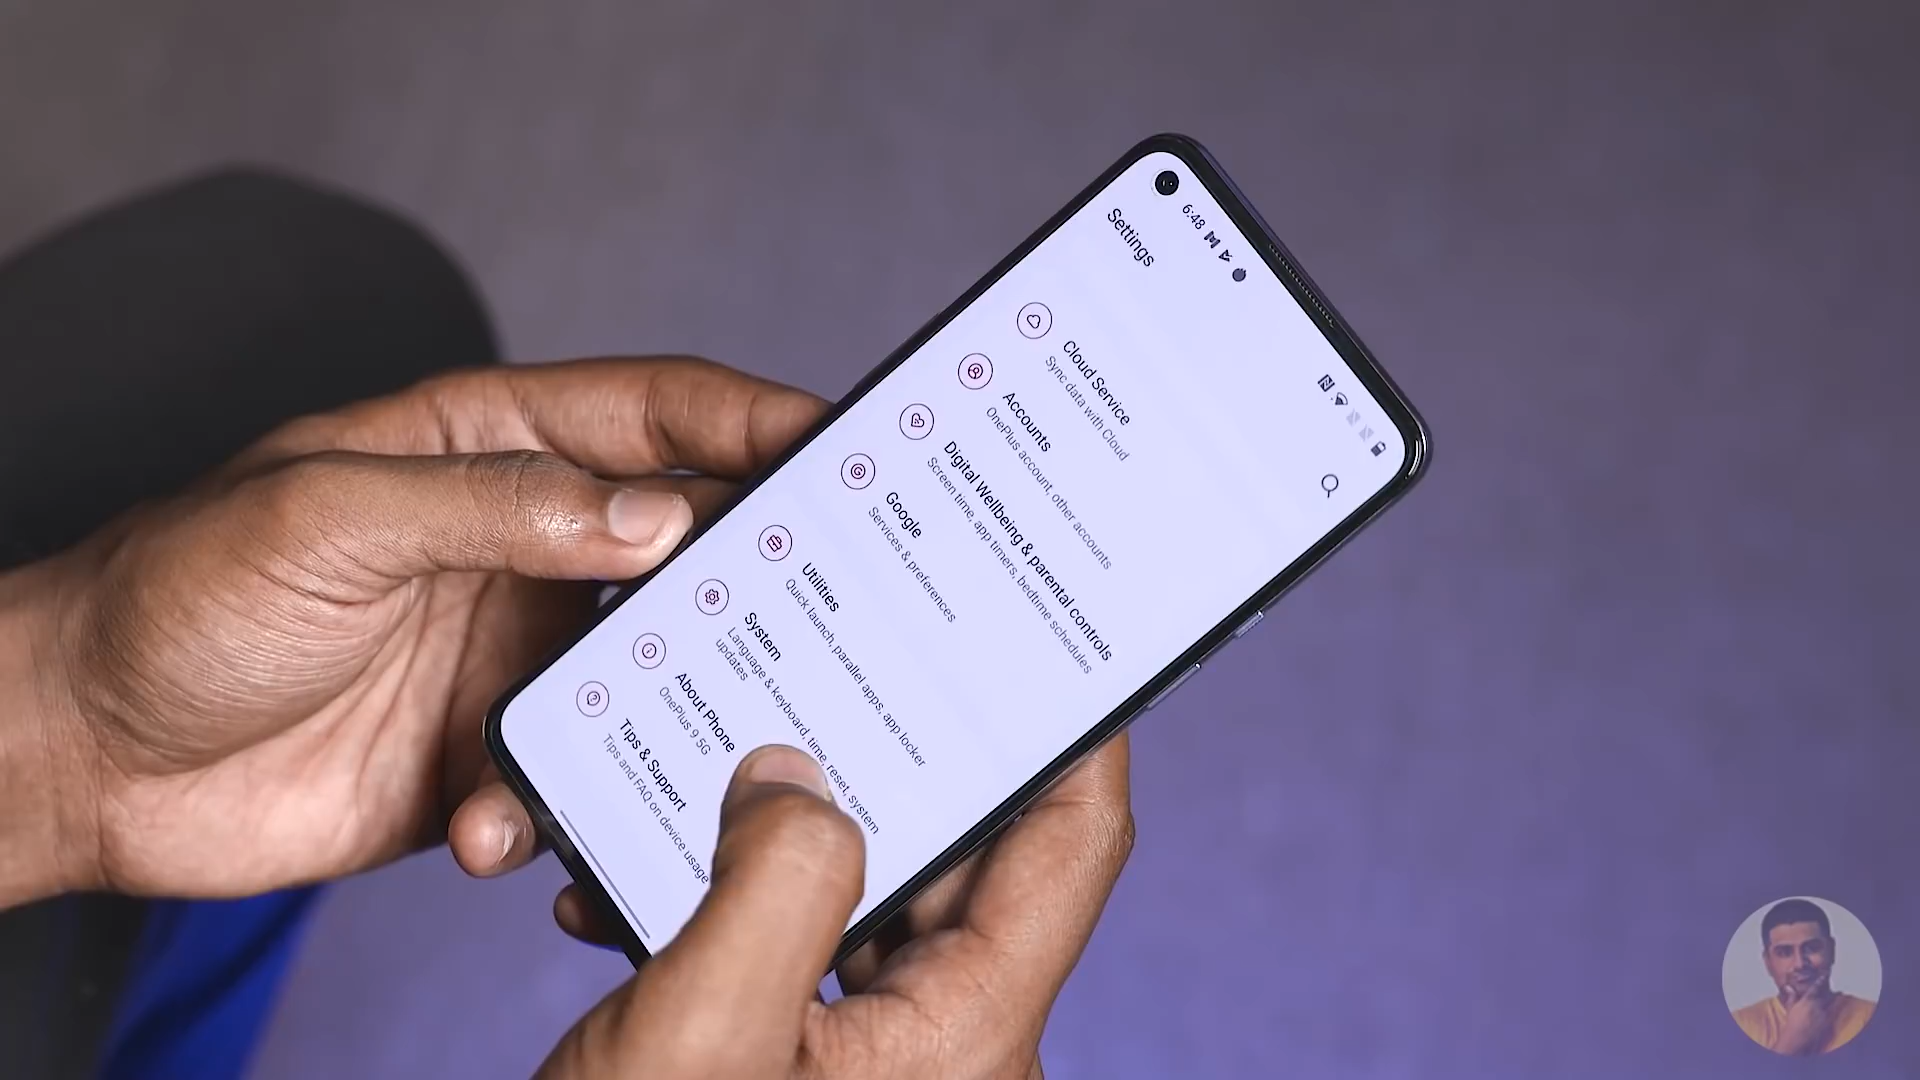 6:48
Settings
Cloud Service
Sync data with Cloud
Accounts
OnePlus account, other accounts
Digital Wellbeing & parental controls
Screen time, app timers, bedtime schedules
Google
Services & preferences
Utilities
Quick launch, parallel apps, app locker
System
Language & keyboard, time, reset, system
updates
About Phone
OnePlus 9 5G
Tips & Support
Tips and FAQ on device usage